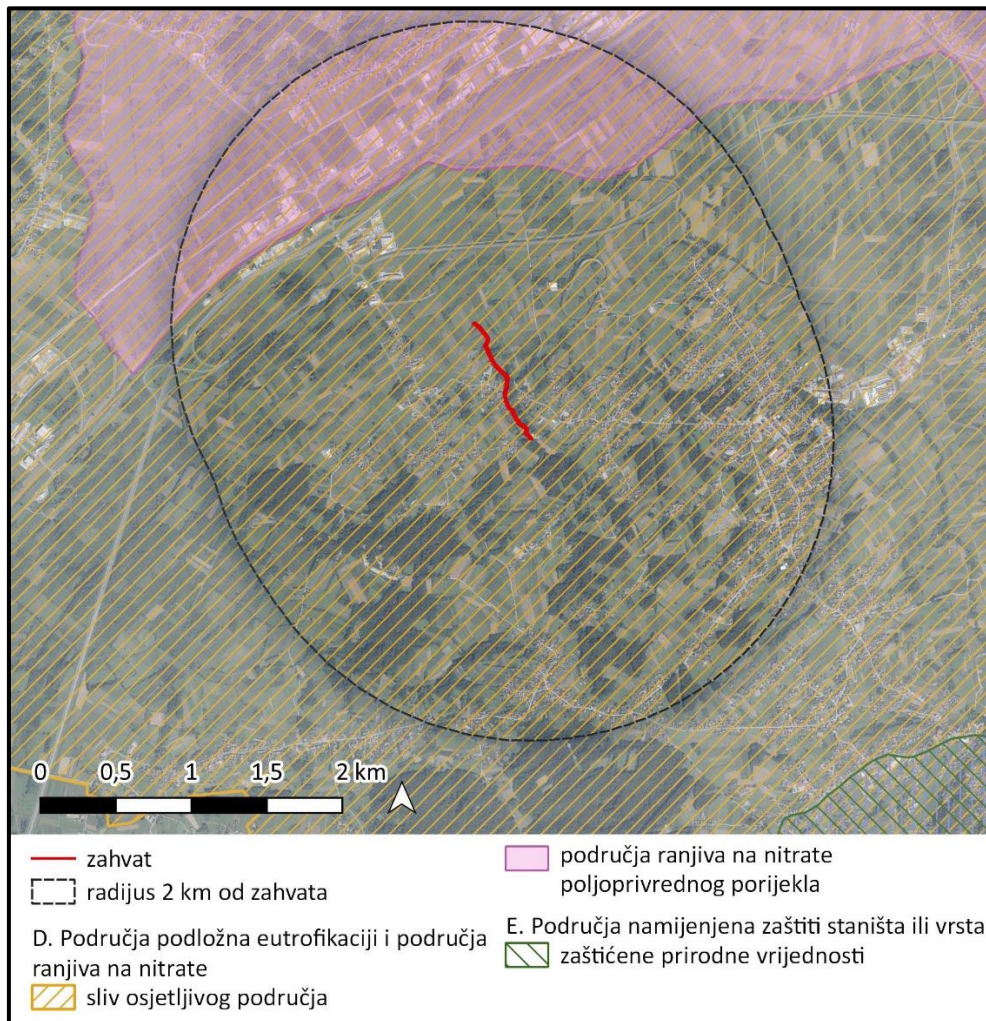 0 0,5 1 1,5 2 km
zahvat
radijus 2 km od zahvata
D. Područja podložna eutrofikaciji i područja
ranjiva na nitrate
sliv osjetljivog područja
područja ranjiva na nitrate
poljoprivrednog porijekla
E. Područja namijenjena zaštiti staništa ili vrsta
zaštićene prirodne vrijednosti